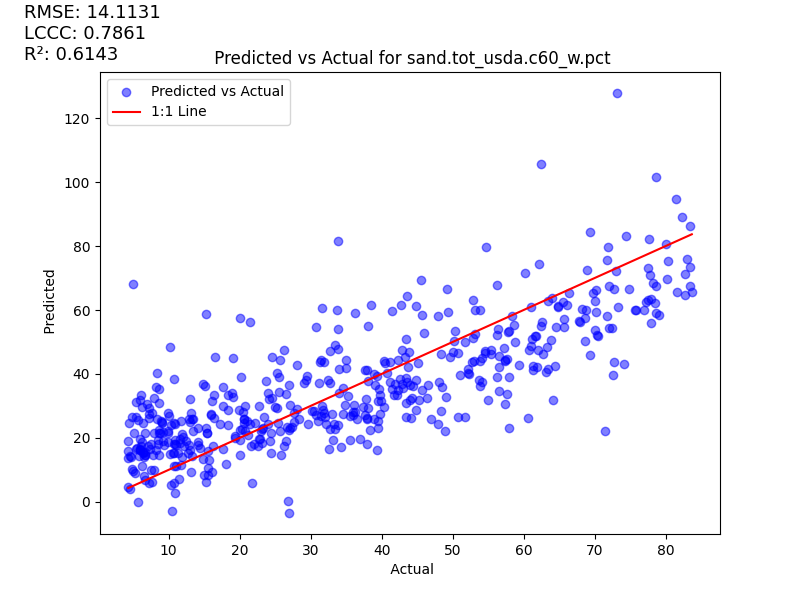 RMSE: 14.1131
LCCC: 0.7861
R²: 0.6143
Predicted vs Actual for sand.tot_usda.c60_w.pct
Predicted vs Actual
1:1 Line
120
100
80
60
40
20
0
Predicted
10 20 30 40 50 60 70 80
Actual